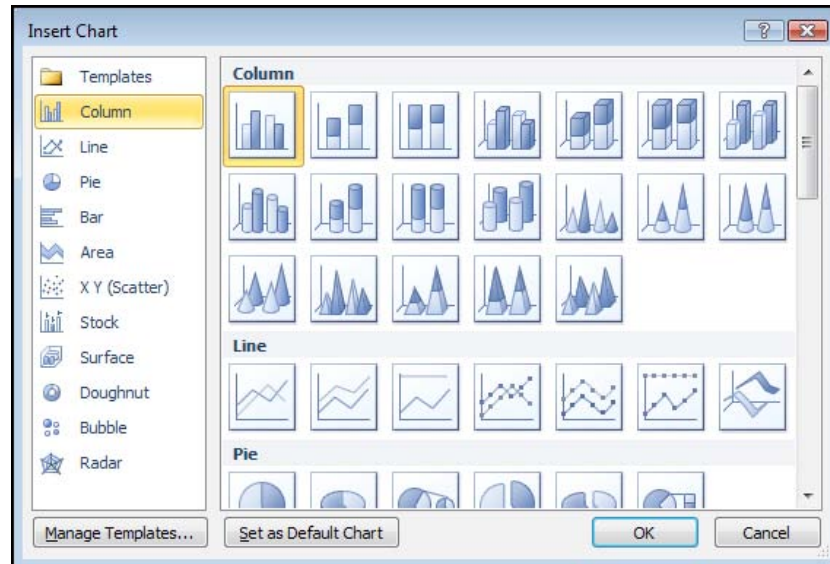 Insert Chart
Templates
Column
Line
Pie
Bar
Area
X Y (Scatter)
Stock
Surface
Doughnut
Bubble
Radar
Column
Line
Pie
Manage Templates...
Set as Default Chart
OK
Cancel